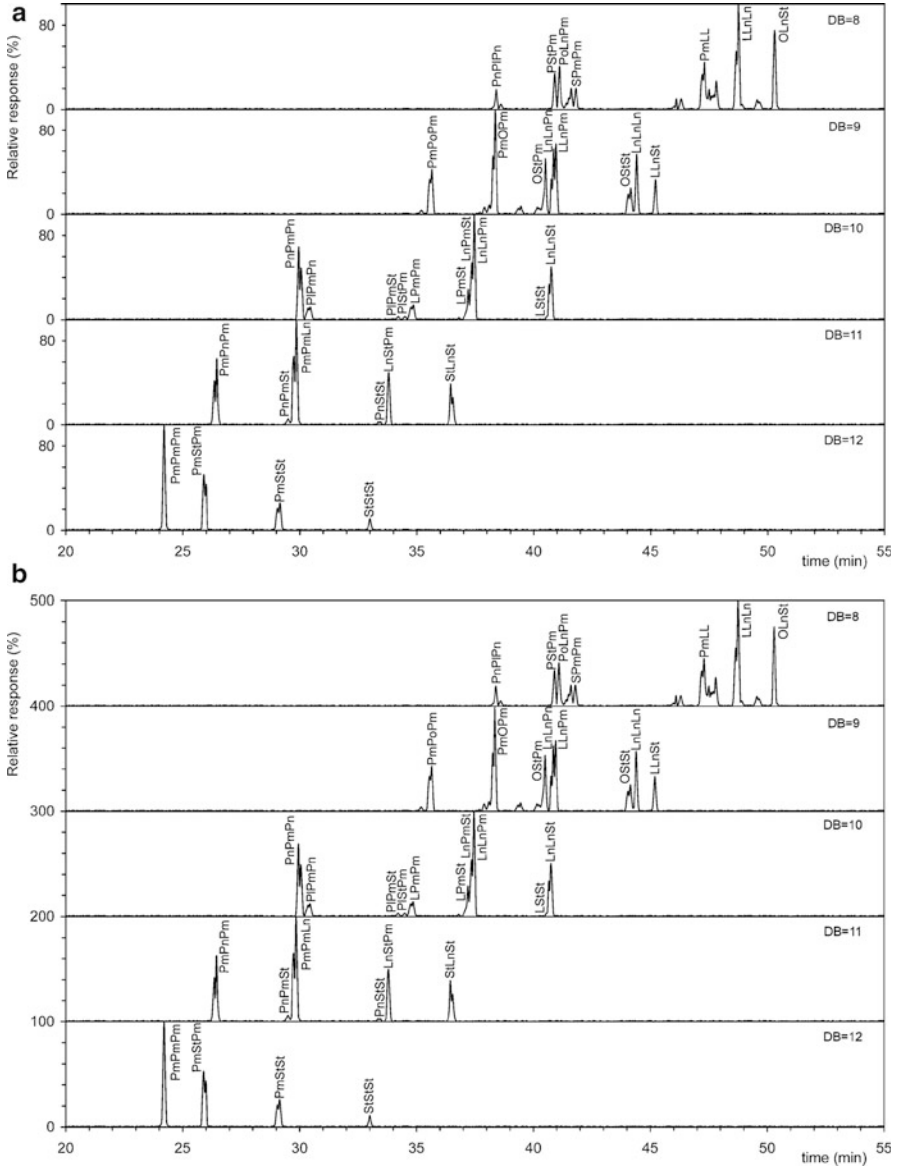 a
Relative response (%)
80
0
PnPlPn
PStPm
PoLnPm
SPmPm
PmLL
LLnLn
OLnSt
DB=8
80
0
PmPoPm
PmOPm
OStPm
LnLnPn
LLnPm
OStSt
LnLnLn
LLnSt
DB=9
80
0
PnPmPn
PlPmPn
PlPmSt
PlStPm
LPmPm
LPmSt
LnPmSt
LnLnPm
LStSt
LnLnSt
DB=10
80
0
PmPnPm
PnPmSt
PmPmLn
PnStSt
LnStPm
StLnSt
DB=11
80
0
PmPmPm
PmStPm
PmStSt
StStSt
DB=12
20 25 30 35 40 45 50 55
time (min)
b
Relative response (%)
500
400
300
200
100
0
PnPlPn
PStPm
PoLnPm
SPmPm
PmLL
LLnLn
OLnSt
DB=8
PmPoPm
PmOPm
OStPm
LnLnPn
LLnPm
OStSt
LnLnLn
LLnSt
DB=9
PnPmPn
PlPmPn
PlPmSt
PlStPm
LPmPm
LPmSt
LnPmSt
LnLnPm
LStSt
LnLnSt
DB=10
PmPnPm
PnPmSt
PmPmLn
PnStSt
LnStPm
StLnSt
DB=11
PmPmPm
PmStPm
PmStSt
StStSt
DB=12
20 25 30 35 40 45 50 55
time (min)